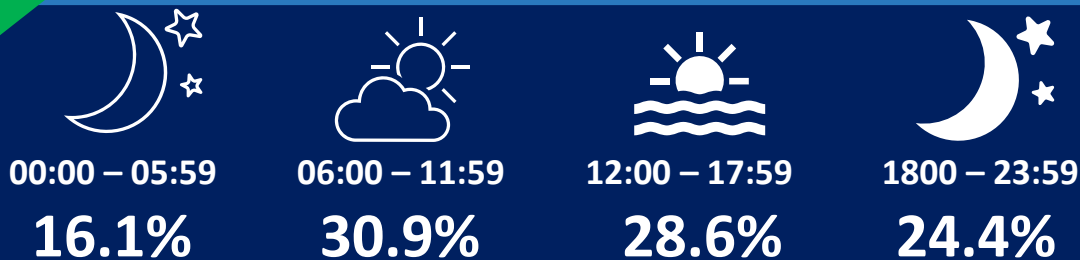 00:00 – 05:59
16.1%
06:00 – 11:59
30.9%
12:00 – 17:59
28.6%
1800 – 23:59
24.4%